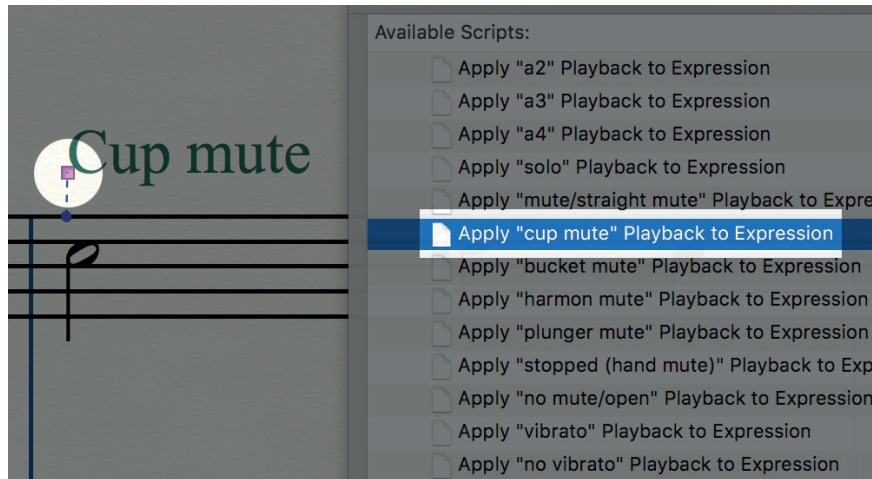 Cup mute
Available Scripts:
Apply "a2" Playback to Expression
Apply "a3" Playback to Expression
Apply "a4" Playback to Expression
Apply "solo" Playback to Expression
Apply "mute/straight mute" Playback to Expre
Apply "cup mute" Playback to Expression
Apply "bucket mute" Playback to Expression
Apply "harmon mute" Playback to Expression
Apply "plunger mute" Playback to Expression
Apply "stopped (hand mute)" Playback to Exp
Apply "no mute/open" Playback to Expression
Apply "vibrato" Playback to Expression
Apply "no vibrato" Playback to Expression